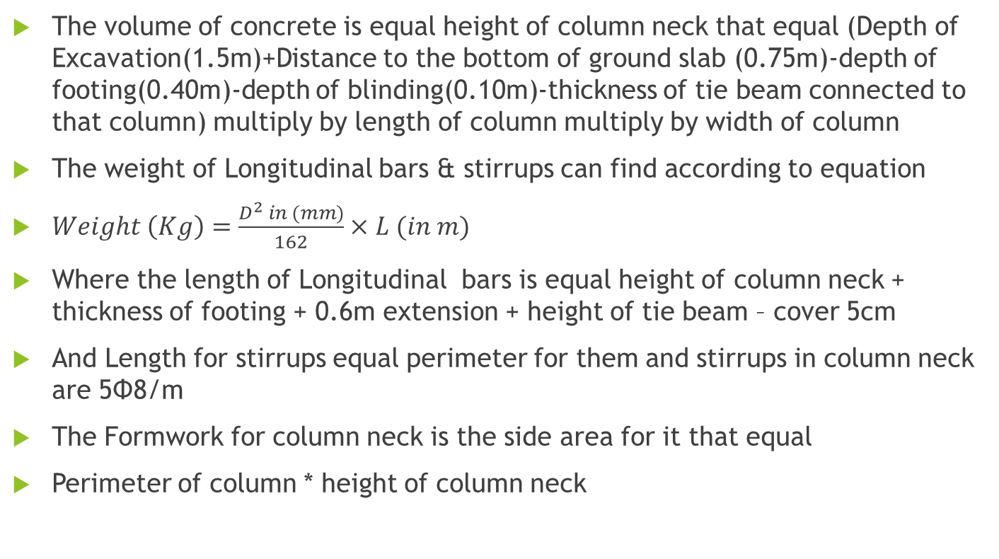 The volume of concrete is equal height of column neck that equal (Depth of
Excavation(1.5m)+Distance to the bottom of ground slab (0.75m)-depth of
footing(0.40m)-depth of blinding(0.10m)-thickness of tie beam connected to
that column) multiply by length of column multiply by width of column
The weight of Longitudinal bars & stirrups can find according to equation
Weight (Kg) = D² in (mm) / 162 × L (in m)
Where the length of Longitudinal bars is equal height of column neck +
thickness of footing + 0.6m extension + height of tie beam – cover 5cm
And Length for stirrups equal perimeter for them and stirrups in column neck
are 5Φ8/m
The Formwork for column neck is the side area for it that equal
Perimeter of column * height of column neck